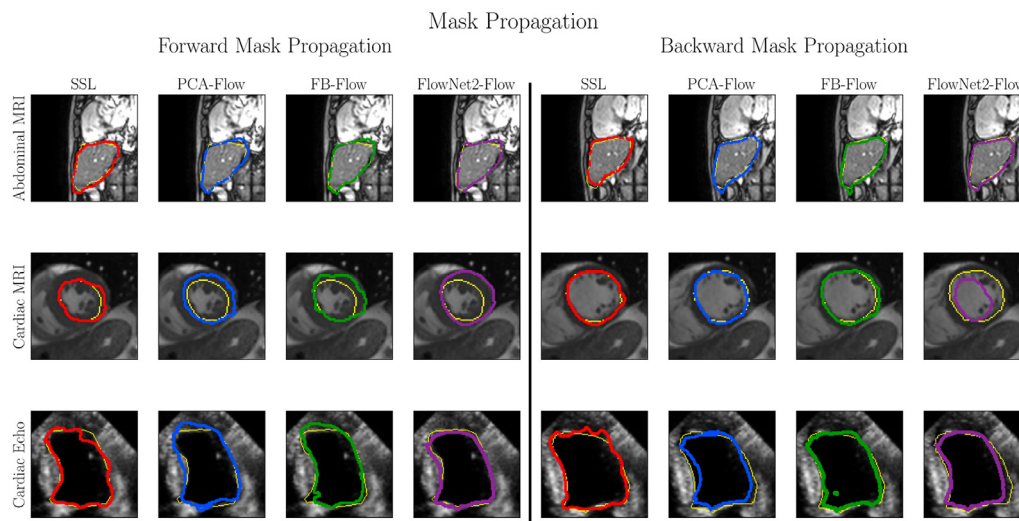 Mask Propagation
Forward Mask Propagation
Backward Mask Propagation
SSL
PCA-Flow
FB-Flow
FlowNet2-Flow
SSL
PCA-Flow
FB-Flow
FlowNet2-Flow
Abdominal MRI
Cardiac MRI
Cardiac Echo